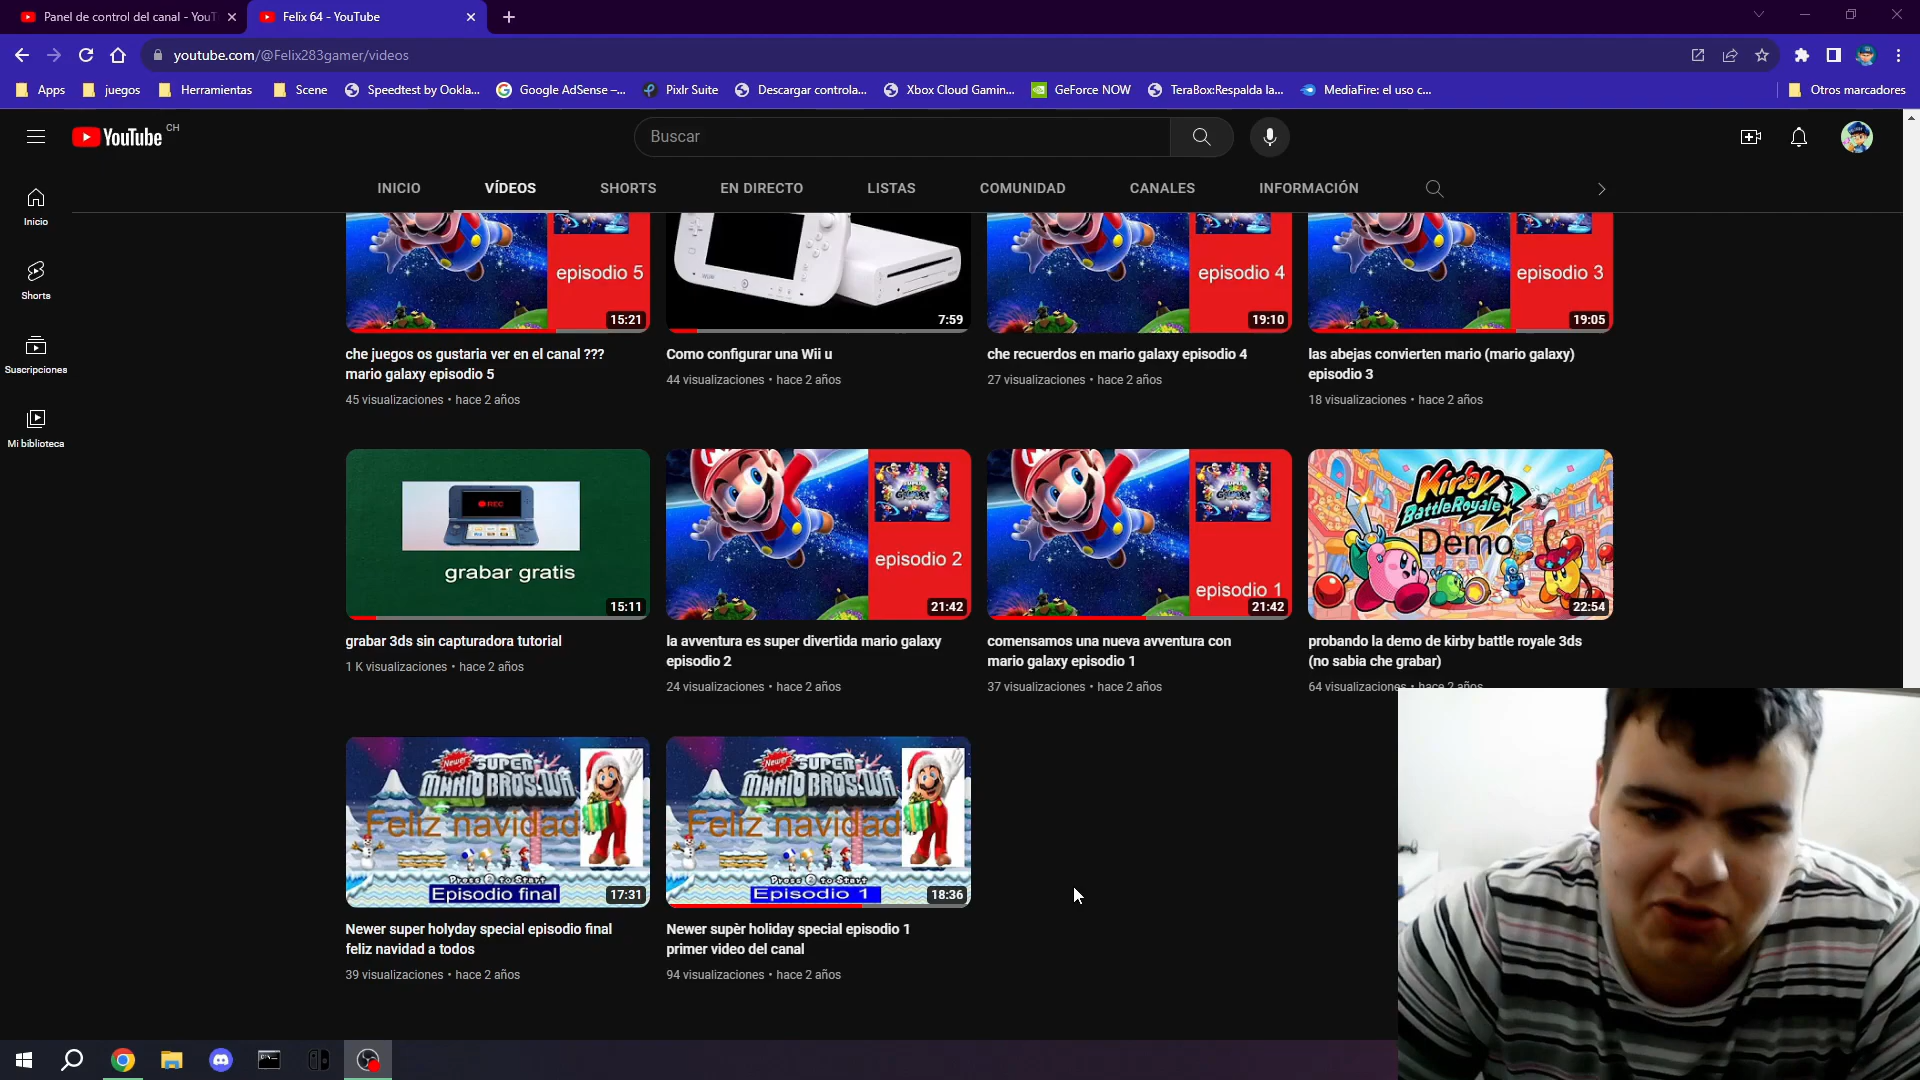 Panel de control del canal - YouT
Felix 64 - YouTube
youtube.com/@Felix283gamer/videos
Apps
juegos
Herramientas
Scene
Speedtest by Ookla...
Google AdSense –...
Pixlr Suite
Descargar controla...
Xbox Cloud Gamin...
GeForce NOW
TeraBox:Respalda la...
MediaFire: el uso c...
Otros marcadores
YouTube CH
Buscar
INICIO
VÍDEOS
SHORTS
EN DIRECTO
LISTAS
COMUNIDAD
CANALES
INFORMACIÓN
Inicio
Shorts
Suscripciones
Mi biblioteca
episodio 5
15:21
7:59
episodio 4
19:10
episodio 3
19:05
che juegos os gustaria ver en el canal ???
mario galaxy episodio 5
45 visualizaciones • hace 2 años
Como configurar una Wii u
44 visualizaciones • hace 2 años
che recuerdos en mario galaxy episodio 4
27 visualizaciones • hace 2 años
las abejas convierten mario (mario galaxy)
episodio 3
18 visualizaciones • hace 2 años
REC
grabar gratis
15:11
episodio 2
21:42
episodio 1
21:42
Kirby
Battle Royale
Demo
22:54
grabar 3ds sin capturadora tutorial
1 K visualizaciones • hace 2 años
la avventura es super divertida mario galaxy
episodio 2
24 visualizaciones • hace 2 años
comensamos una nueva avventura con
mario galaxy episodio 1
37 visualizaciones • hace 2 años
probando la demo de kirby battle royale 3ds
(no sabia che grabar)
64 visualizaciones • hace 2 años
Newer SUPER
MARIO BROS. Wii
Feliz navidad
Press 2 to Start
Episodio final
17:31
Newer SUPER
MARIO BROS. Wii
Feliz navidad
Press 2 to Start
Episodio 1
18:36
Newer super holyday special episodio final
feliz navidad a todos
39 visualizaciones • hace 2 años
Newer supèr holiday special episodio 1
primer video del canal
94 visualizaciones • hace 2 años